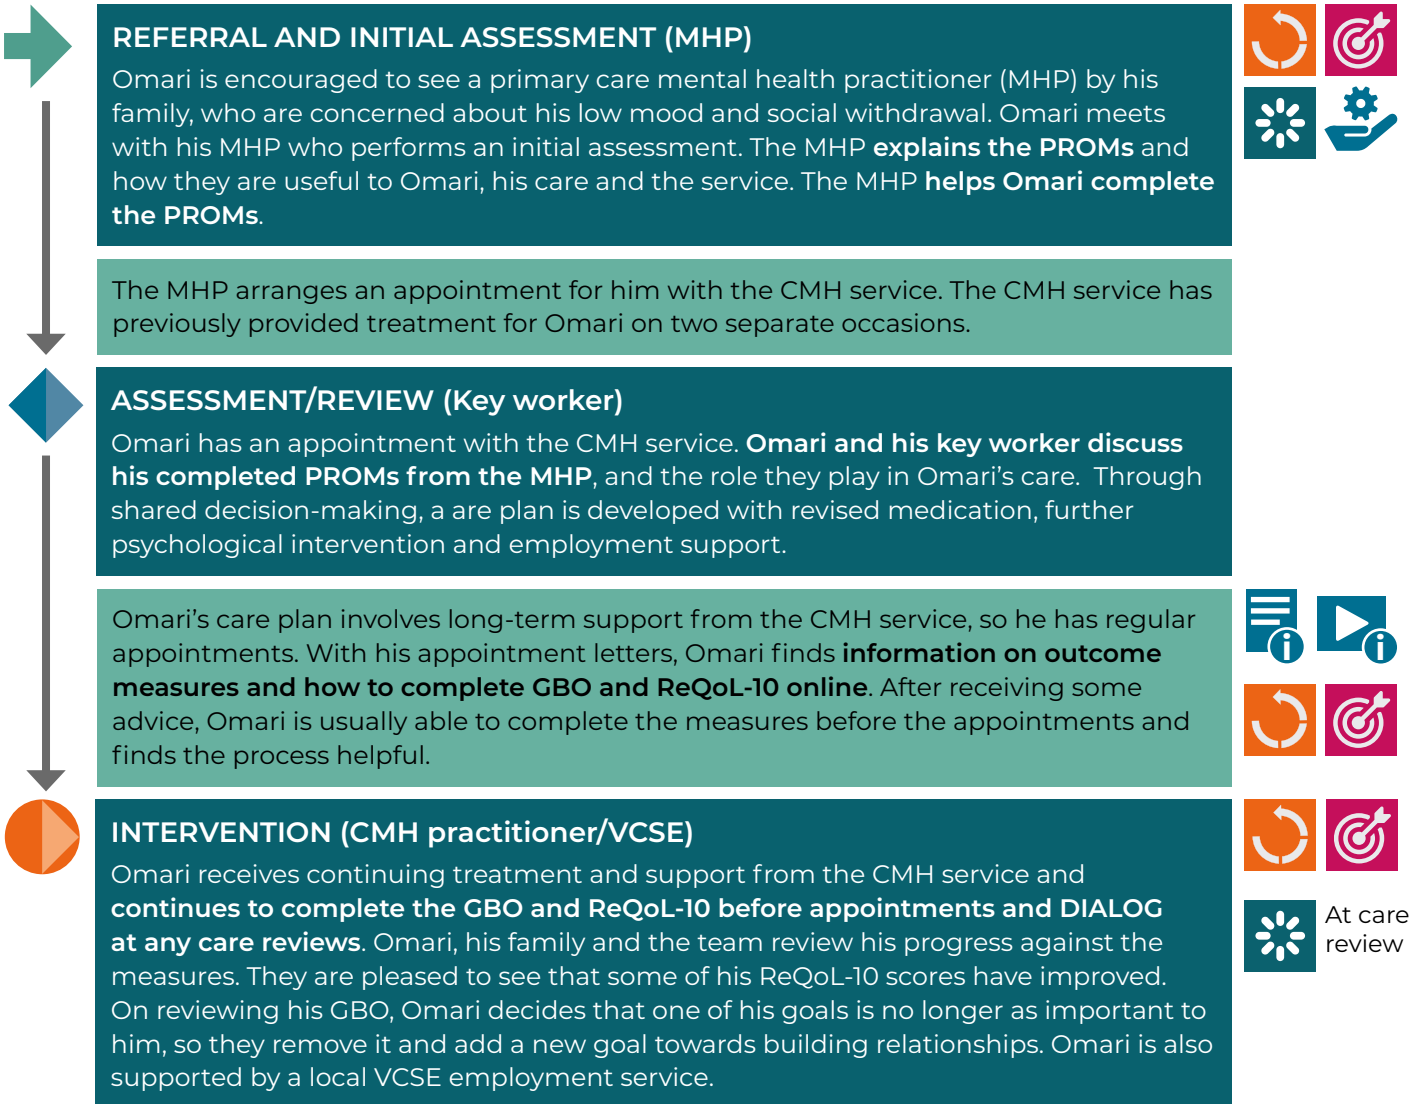 REFERRAL AND INITIAL ASSESSMENT (MHP)
Omari is encouraged to see a primary care mental health practitioner (MHP) by his
family, who are concerned about his low mood and social withdrawal. Omari meets
with his MHP who performs an initial assessment. The MHP explains the PROMs and
how they are useful to Omari, his care and the service. The MHP helps Omari complete
the PROMs.
The MHP arranges an appointment for him with the CMH service. The CMH service has
previously provided treatment for Omari on two separate occasions.
ASSESSMENT/REVIEW (Key worker)
Omari has an appointment with the CMH service. Omari and his key worker discuss
his completed PROMs from the MHP, and the role they play in Omari’s care.  Through
shared decision-making, a are plan is developed with revised medication, further
psychological intervention and employment support.
Omari’s care plan involves long-term support from the CMH service, so he has regular
appointments. With his appointment letters, Omari finds information on outcome
measures and how to complete GBO and ReQoL-10 online. After receiving some
advice, Omari is usually able to complete the measures before the appointments and
finds the process helpful.
INTERVENTION (CMH practitioner/VCSE)
Omari receives continuing treatment and support from the CMH service and
continues to complete the GBO and ReQoL-10 before appointments and DIALOG
at any care reviews. Omari, his family and the team review his progress against the
measures. They are pleased to see that some of his ReQoL-10 scores have improved.
On reviewing his GBO, Omari decides that one of his goals is no longer as important to
him, so they remove it and add a new goal towards building relationships. Omari is also
supported by a local VCSE employment service.
At care
review